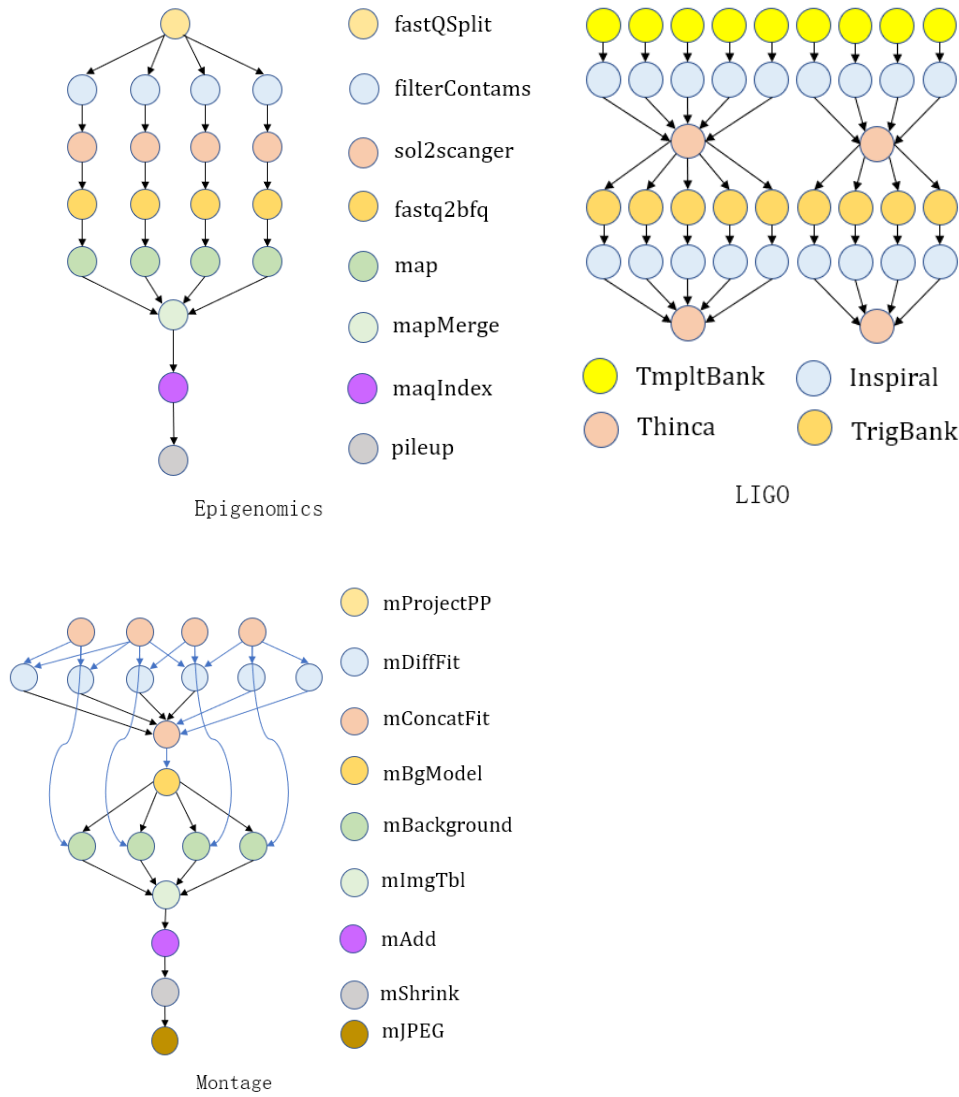 fastQSplit
filterContams
sol2scanger
fastq2bfq
map
mapMerge
maqIndex
pileup
Epigenomics
TmpltBank
Inspiral
Thinca
TrigBank
LIGO
mProjectPP
mDiffFit
mConcatFit
mBgModel
mBackground
mImgTbl
mAdd
mShrink
mJPEG
Montage